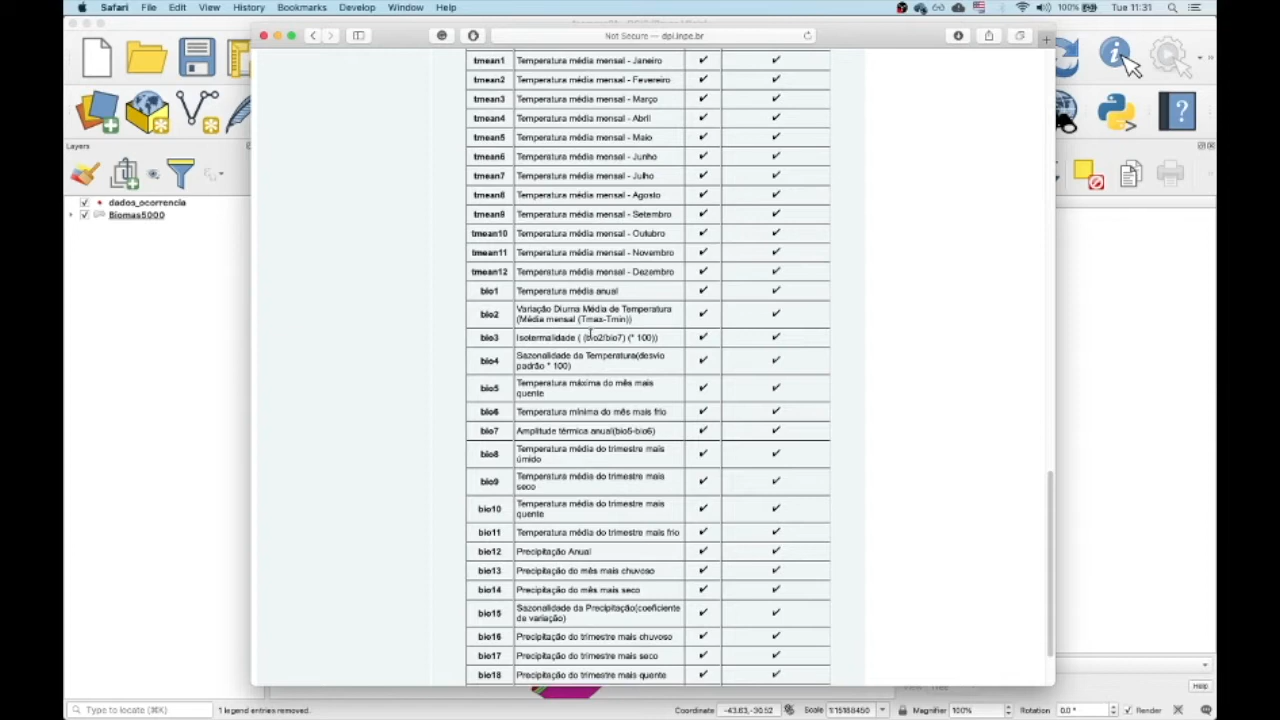 Safari File Edit View History Bookmarks Develop Window Help 100% Tue 11:31
Not Secure — dpi.inpe.br
Layers
dados_ocorrencia
Biomas5000
tmean1 Temperatura média mensal - Janeiro ✓ ✓
tmean2 Temperatura média mensal - Fevereiro ✓ ✓
tmean3 Temperatura média mensal - Março ✓ ✓
tmean4 Temperatura média mensal - Abril ✓ ✓
tmean5 Temperatura média mensal - Maio ✓ ✓
tmean6 Temperatura média mensal - Junho ✓ ✓
tmean7 Temperatura média mensal - Julho ✓ ✓
tmean8 Temperatura média mensal - Agosto ✓ ✓
tmean9 Temperatura média mensal - Setembro ✓ ✓
tmean10 Temperatura média mensal - Outubro ✓ ✓
tmean11 Temperatura média mensal - Novembro ✓ ✓
tmean12 Temperatura média mensal - Dezembro ✓ ✓
bio1 Temperatura média anual ✓ ✓
bio2 Variação Diurna Média de Temperatura
(Média mensal (Tmax-Tmin)) ✓ ✓
bio3 Isotermalidade ( (bio2/bio7) (* 100)) ✓ ✓
bio4 Sazonalidade da Temperatura(desvio
padrão * 100) ✓ ✓
bio5 Temperatura máxima do mês mais
quente ✓ ✓
bio6 Temperatura mínima do mês mais frio ✓ ✓
bio7 Amplitude térmica anual(bio5-bio6) ✓ ✓
bio8 Temperatura média do trimestre mais
úmido ✓ ✓
bio9 Temperatura média do trimestre mais
seco ✓ ✓
bio10 Temperatura média do trimestre mais
quente ✓ ✓
bio11 Temperatura média do trimestre mais frio ✓ ✓
bio12 Precipitação Anual ✓ ✓
bio13 Precipitação do mês mais chuvoso ✓ ✓
bio14 Precipitação do mês mais seco ✓ ✓
bio15 Sazonalidade da Precipitação(coeficiente
de variação) ✓ ✓
bio16 Precipitação do trimestre mais chuvoso ✓ ✓
bio17 Precipitação do trimestre mais seco ✓ ✓
bio18 Precipitação do trimestre mais quente ✓ ✓
Help
Type to locate (⌘K) 1 legend entries removed. Coordinate -43.63,-30.52 Scale 1:15188450 Magnifier 100% Rotation 0.0° Render